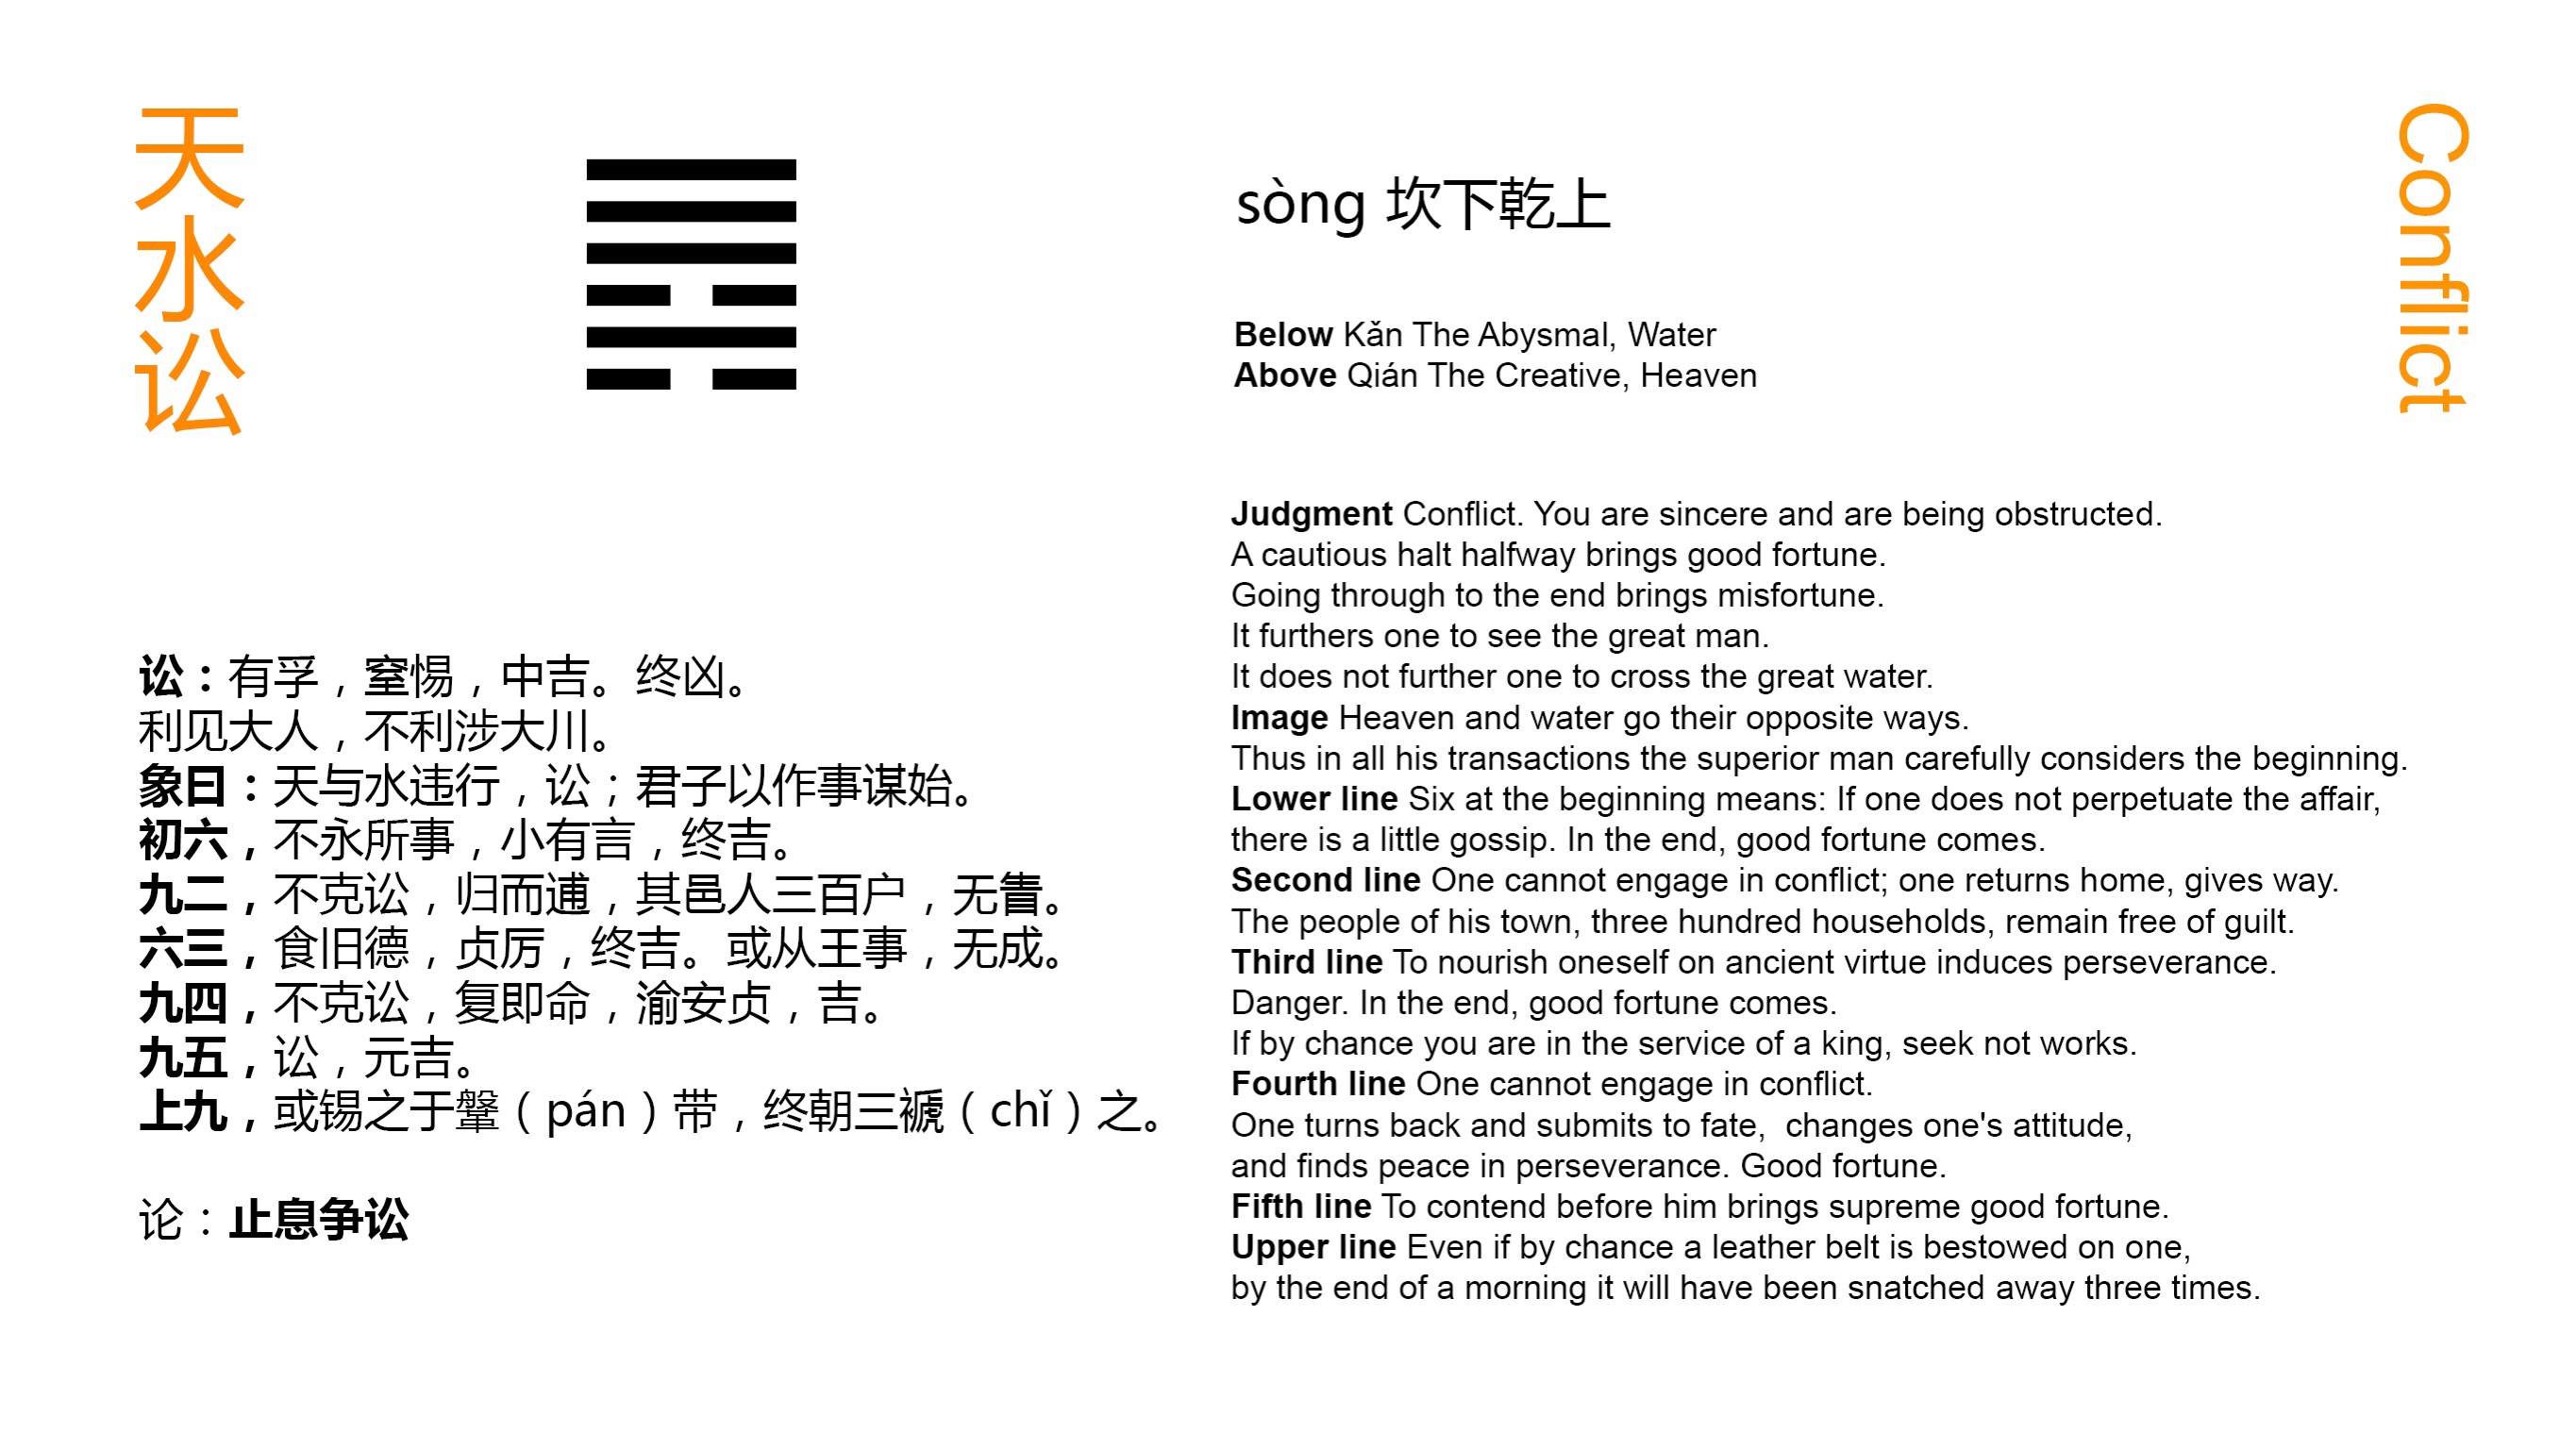 天水讼
sòng 坎下乾上
Conflict
Below Kǎn The Abysmal, Water
Above Qián The Creative, Heaven
讼：有孚，窒惕，中吉。终凶。
利见大人，不利涉大川。
象曰：天与水违行，讼；君子以作事谋始。
初六，不永所事，小有言，终吉。
九二，不克讼，归而逋，其邑人三百户，无眚。
六三，食旧德，贞厉，终吉。或从王事，无成。
九四，不克讼，复即命，渝安贞，吉。
九五，讼，元吉。
上九，或锡之于鞶（pán）带，终朝三褫（chǐ）之。
论：止息争讼
Judgment Conflict. You are sincere and are being obstructed.
A cautious halt halfway brings good fortune.
Going through to the end brings misfortune.
It furthers one to see the great man.
It does not further one to cross the great water.
Image Heaven and water go their opposite ways.
Thus in all his transactions the superior man carefully considers the beginning.
Lower line Six at the beginning means: If one does not perpetuate the affair,
there is a little gossip. In the end, good fortune comes.
Second line One cannot engage in conflict; one returns home, gives way.
The people of his town, three hundred households, remain free of guilt.
Third line To nourish oneself on ancient virtue induces perseverance.
Danger. In the end, good fortune comes.
If by chance you are in the service of a king, seek not works.
Fourth line One cannot engage in conflict.
One turns back and submits to fate,  changes one's attitude,
and finds peace in perseverance. Good fortune.
Fifth line To contend before him brings supreme good fortune.
Upper line Even if by chance a leather belt is bestowed on one,
by the end of a morning it will have been snatched away three times.